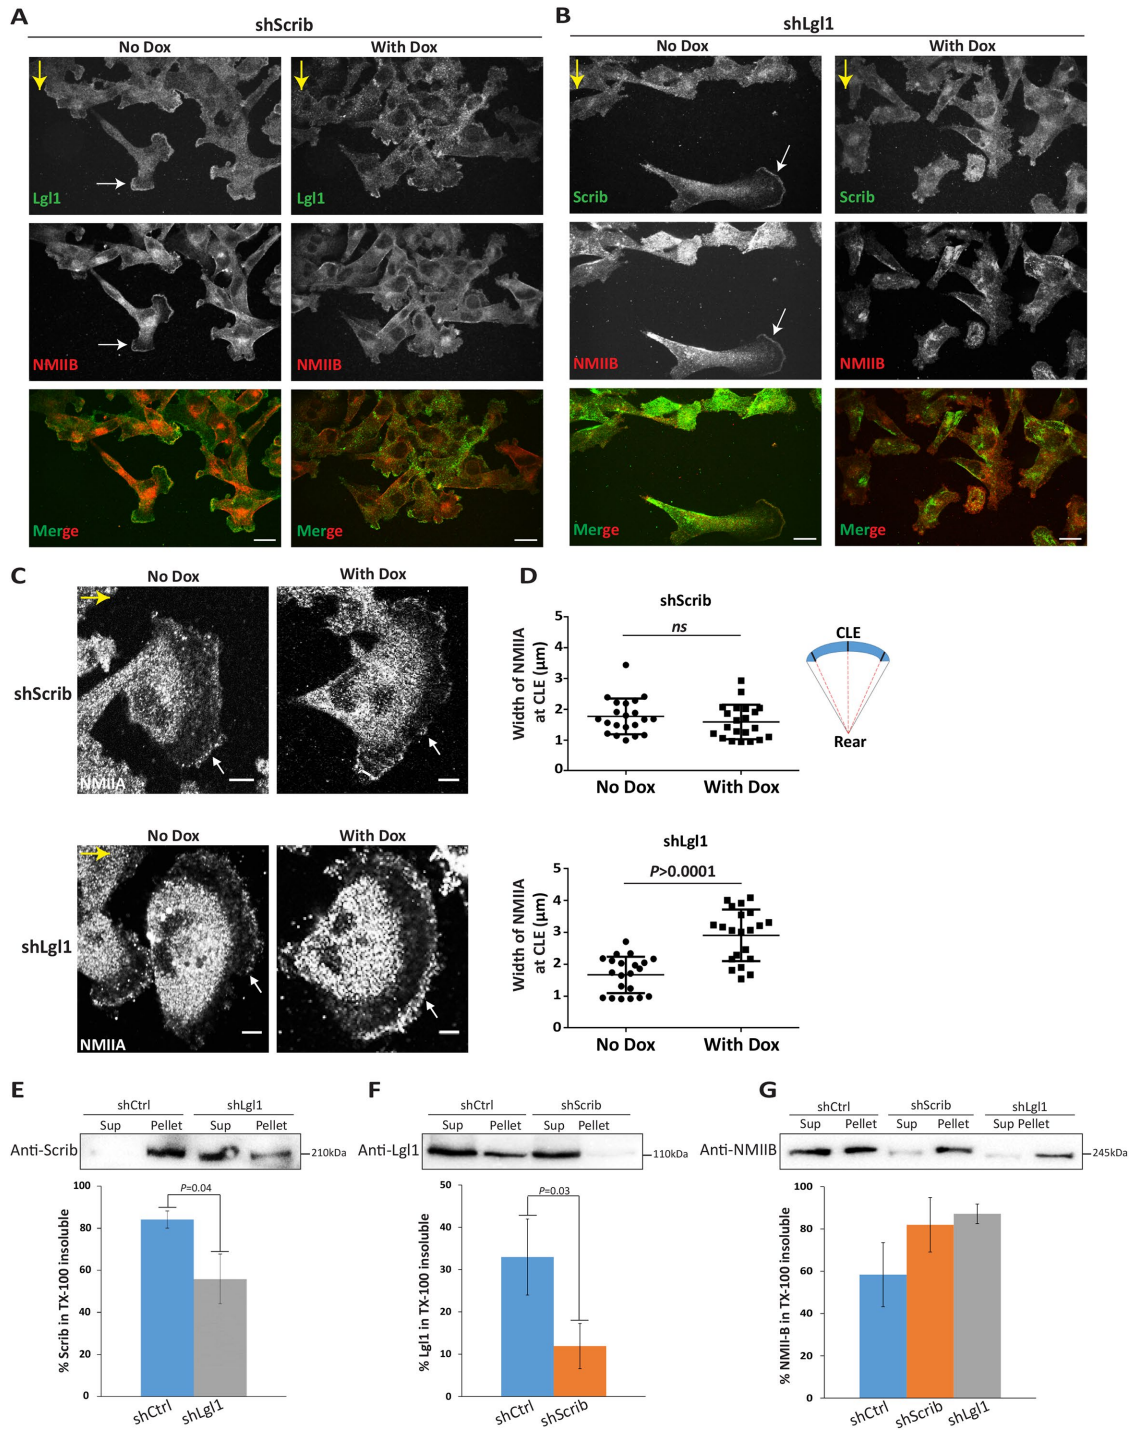 A
shScrib
No Dox
With Dox
Lgl1
Lgl1
NMIIB
NMIIB
Merge
Merge
B
shLgl1
No Dox
With Dox
Scrib
Scrib
NMIIB
NMIIB
Merge
Merge
C
No Dox
With Dox
shScrib
NMIIA
No Dox
With Dox
shLgl1
NMIIA
D
shScrib
Width of NMIIA
at CLE (μm)
5
4
3
2
1
0
ns
No Dox
With Dox
CLE
Rear
shLgl1
Width of NMIIA
at CLE (μm)
5
4
3
2
1
0
P>0.0001
No Dox
With Dox
E
shCtrl
shLgl1
Sup
Pellet
Sup
Pellet
Anti-Scrib
210kDa
% Scrib in TX-100 insoluble
100
80
60
40
20
0
P=0.04
shCtrl
shLgl1
F
shCtrl
shScrib
Sup
Pellet
Sup
Pellet
Anti-Lgl1
110kDa
% Lgl1 in TX-100 insoluble
50
40
30
20
10
0
P=0.03
shCtrl
shScrib
G
shCtrl
shScrib
shLgl1
Sup
Pellet
Sup
Pellet
Sup
Pellet
Anti-NMIIB
245kDa
% NMII-B in TX-100 insoluble
100
80
60
40
20
0
shCtrl
shScrib
shLgl1